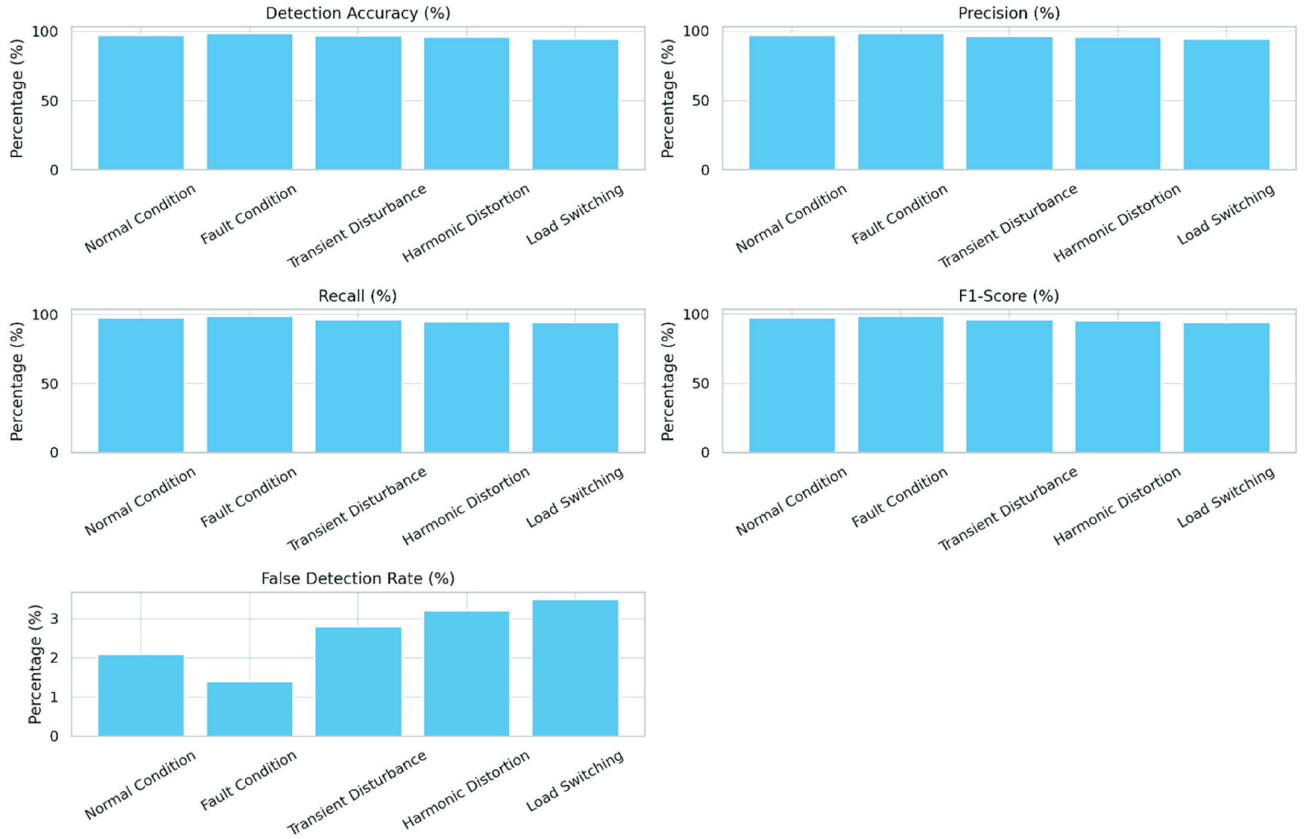 Detection Accuracy (%)
Percentage (%)
100
50
0
Normal Condition
Fault Condition
Transient Disturbance
Harmonic Distortion
Load Switching
Precision (%)
Percentage (%)
100
50
0
Normal Condition
Fault Condition
Transient Disturbance
Harmonic Distortion
Load Switching
Recall (%)
Percentage (%)
100
50
0
Normal Condition
Fault Condition
Transient Disturbance
Harmonic Distortion
Load Switching
F1-Score (%)
Percentage (%)
100
50
0
Normal Condition
Fault Condition
Transient Disturbance
Harmonic Distortion
Load Switching
False Detection Rate (%)
Percentage (%)
3
2
1
0
Normal Condition
Fault Condition
Transient Disturbance
Harmonic Distortion
Load Switching